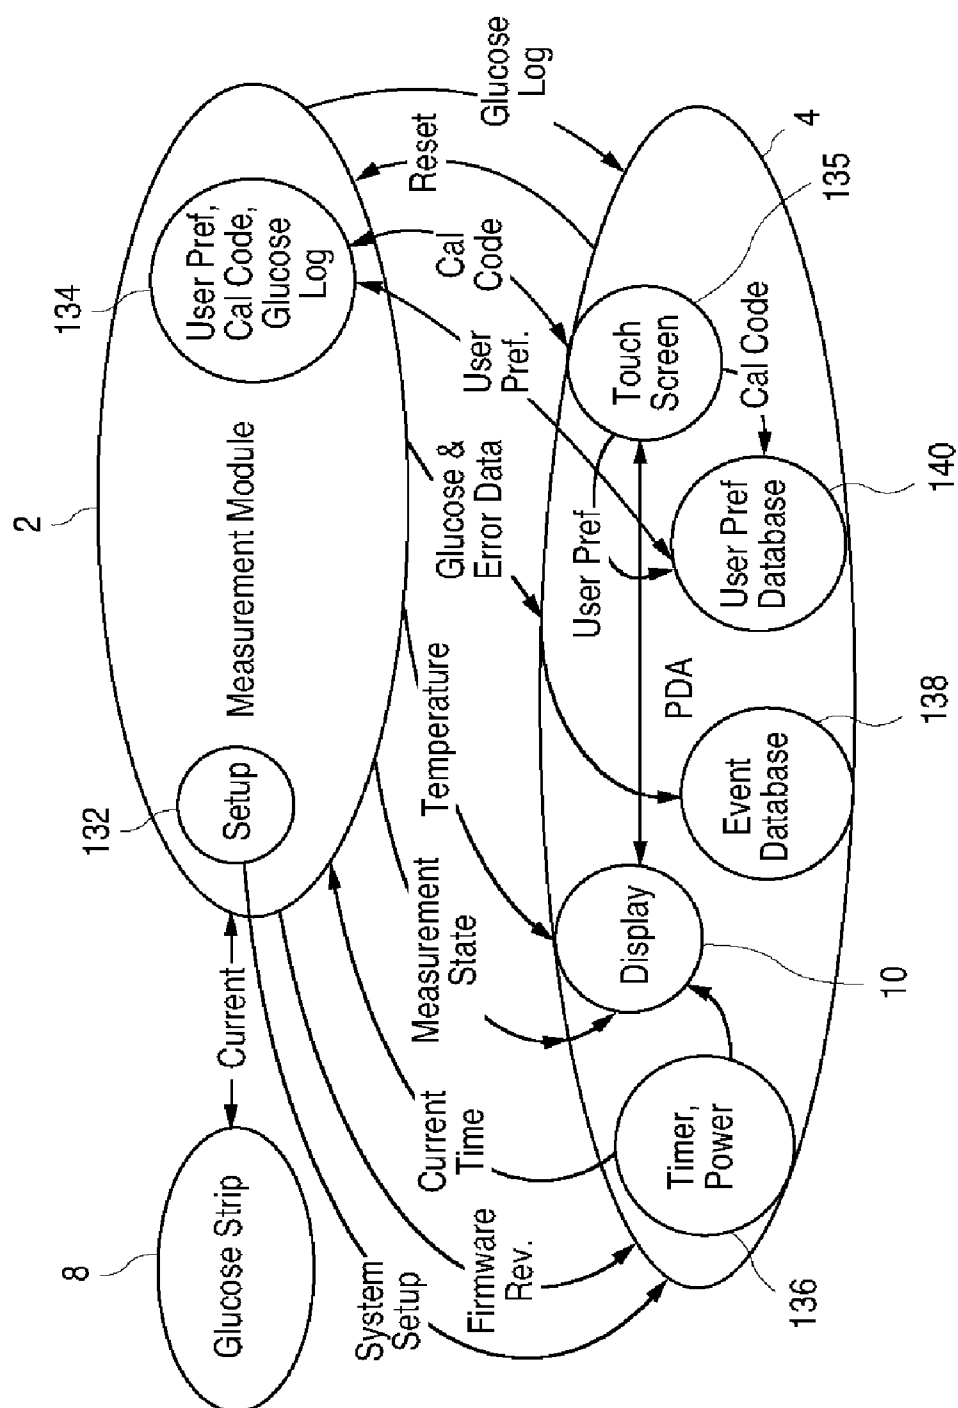 8
Glucose Strip
Current
2
Measurement Module
132
Setup
134
User Pref,
Cal Code,
Glucose
Log
System
Setup
Firmware
Rev.
Current
Time
Measurement
State
Temperature
Glucose &
Error Data
User
Pref.
Cal
Code
Reset
Glucose
Log
4
135
Touch
Screen
Cal Code
User Pref
140
User Pref
Database
PDA
138
Event
Database
10
Display
136
Timer,
Power